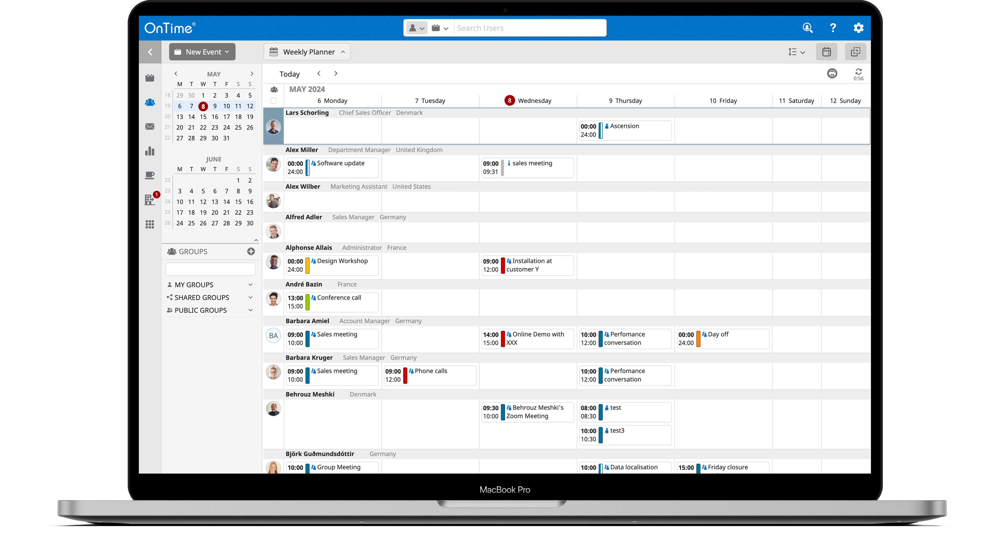 OnTime®
Search Users
New Event
Weekly Planner
MAY
M T W T F S S
18 29 30 1 2 3 4 5
19 6 7 8 9 10 11 12
20 13 14 15 16 17 18 19
21 20 21 22 23 24 25 26
22 27 28 29 30 31
JUNE
M T W T F S S
22 1 2
23 3 4 5 6 7 8 9
24 10 11 12 13 14 15 16
25 17 18 19 20 21 22 23
26 24 25 26 27 28 29 30
1
GROUPS
MY GROUPS
SHARED GROUPS
PUBLIC GROUPS
Today
0:56
MAY 2024
6 Monday 7 Tuesday 8 Wednesday 9 Thursday 10 Friday 11 Saturday 12 Sunday
Lars Schorling Chief Sales Officer Denmark
00:00 Ascension
24:00
Alex Miller Department Manager United Kingdom
00:00 Software update 09:00 sales meeting
24:00 09:31
Alex Wilber Marketing Assistant United States
Alfred Adler Sales Manager Germany
Alphonse Allais Administrator France
00:00 Design Workshop 09:00 Installation at
24:00 12:00 customer Y
André Bazin France
13:00 Conference call
15:00
Barbara Amiel Account Manager Germany
BA 09:00 Sales meeting 14:00 Online Demo with 10:00 Perfomance 00:00 Day off
10:00 15:00 XXX 12:00 conversation 24:00
Barbara Kruger Sales Manager Germany
09:00 Sales meeting 09:00 Phone calls 10:00 Perfomance
10:00 12:00 12:00 conversation
Behrouz Meshki Denmark
09:30 Behrouz Meshki's 08:00 test
10:00 Zoom Meeting 08:30
10:00 test3
10:30
Björk Guðmundsdóttir Germany
10:00 Group Meeting 10:00 Data localisation 15:00 Friday closure
MacBook Pro